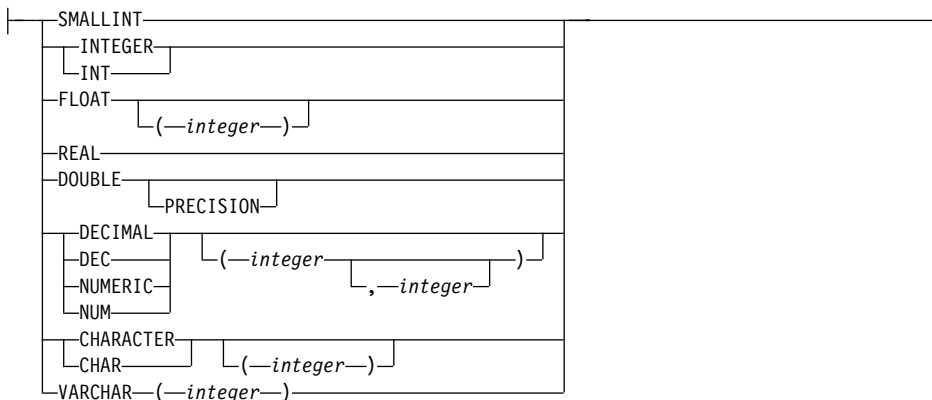 SMALLINT
INTEGER
INT
FLOAT
( integer )
REAL
DOUBLE
PRECISION
DECIMAL
DEC ( integer )
NUMERIC , integer
NUM
CHARACTER
CHAR ( integer )
VARCHAR ( integer )